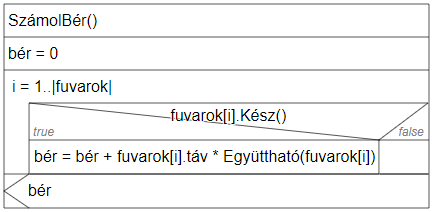 SzámolBér()
bér = 0
i = 1..|fuvarok|
fuvarok[i].Kész()
true
false
bér = bér + fuvarok[i].táv * Együttható(fuvarok[i])
bér